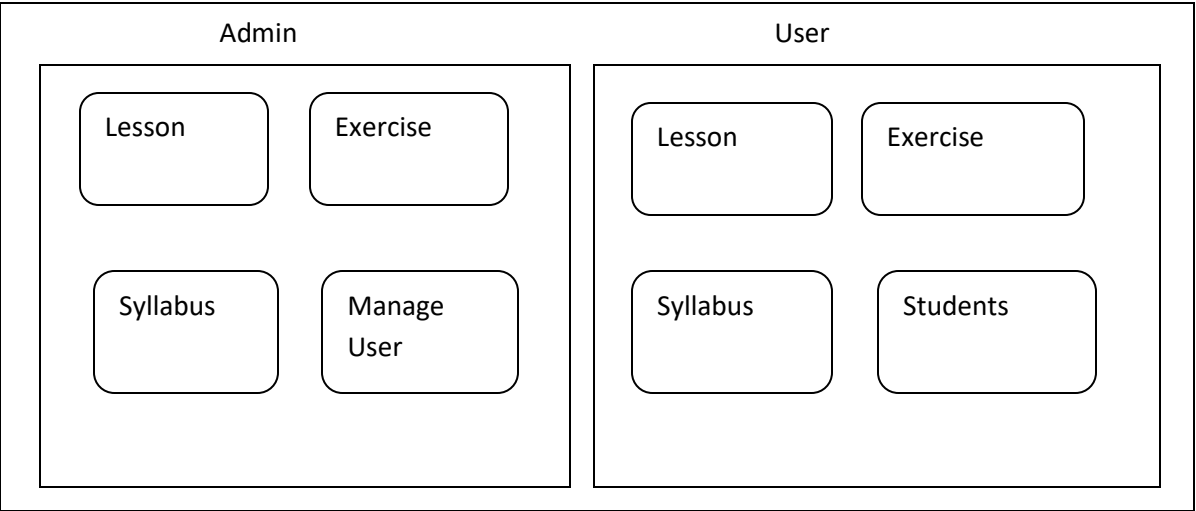 Admin
User
Lesson
Exercise
Syllabus
Manage
User
Lesson
Exercise
Syllabus
Students